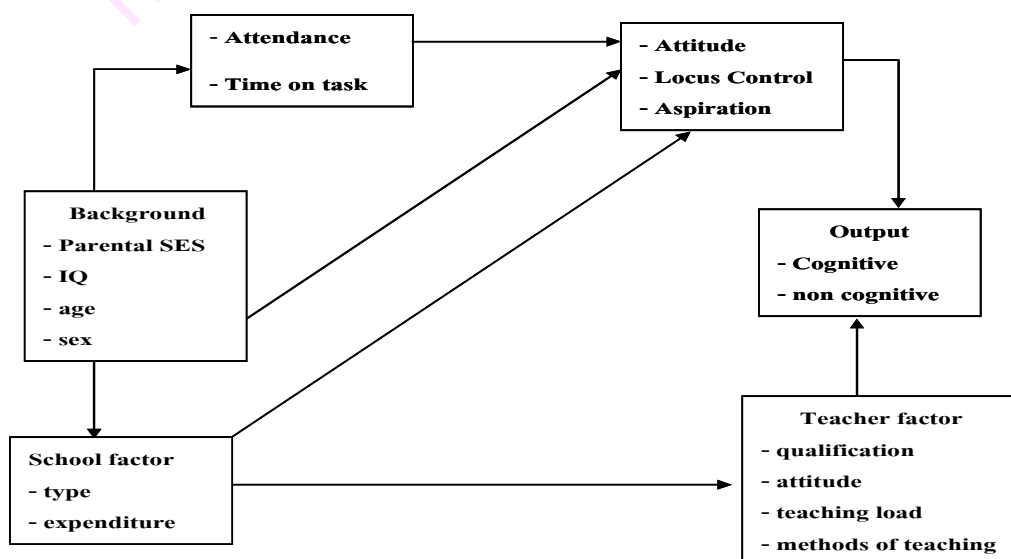 - Attendance
- Time on task
- Attitude
- Locus Control
- Aspiration
Background
- Parental SES
- IQ
- age
- sex
Output
- Cognitive
- non cognitive
School factor
- type
- expenditure
Teacher factor
- qualification
- attitude
- teaching load
- methods of teaching